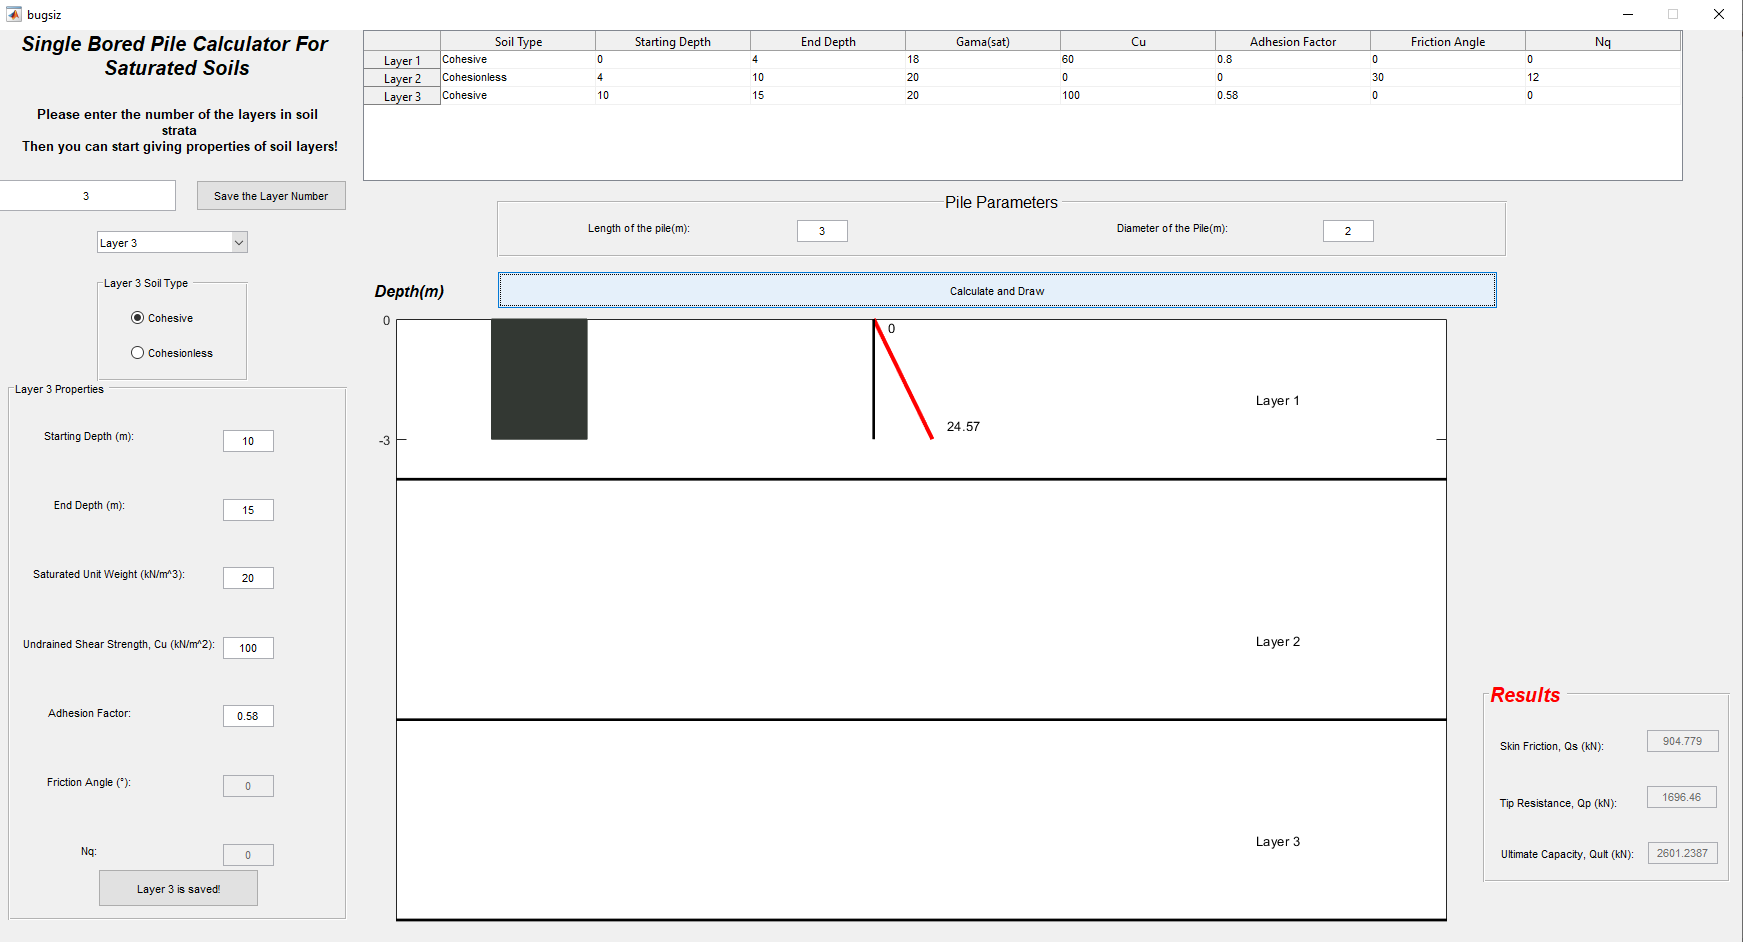 bugsiz
Single Bored Pile Calculator For
Saturated Soils
Please enter the number of the layers in soil
strata
Then you can start giving properties of soil layers!
3
Save the Layer Number
Layer 3
Layer 3 Soil Type
Cohesive
Cohesionless
Layer 3 Properties
Starting Depth (m): 10
End Depth (m): 15
Saturated Unit Weight (kN/m^3): 20
Undrained Shear Strength, Cu (kN/m^2): 100
Adhesion Factor: 0.58
Friction Angle (°): 0
Nq: 0
Layer 3 is saved!
Soil Type Starting Depth End Depth Gama(sat) Cu Adhesion Factor Friction Angle Nq
Layer 1 Cohesive 0 4 18 60 0.8 0 0
Layer 2 Cohesionless 4 10 20 0 0 30 12
Layer 3 Cohesive 10 15 20 100 0.58 0 0
Pile Parameters
Length of the pile(m): 3 Diameter of the Pile(m): 2
Calculate and Draw
Depth(m)
0
0
Layer 1
24.57
-3
Layer 2
Layer 3
Results
Skin Friction, Qs (kN): 904.779
Tip Resistance, Qp (kN): 1696.46
Ultimate Capacity, Qult (kN): 2601.2387